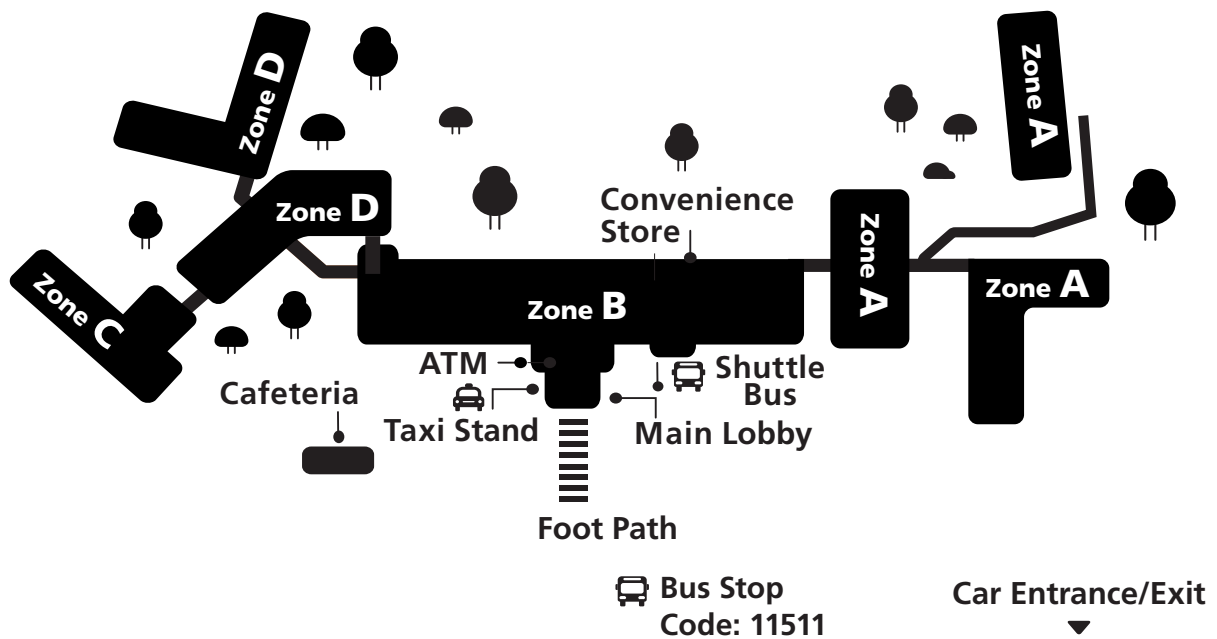 Zone D
Zone A
Zone D
Convenience
Store
Zone A
Zone C
Zone A
Zone B
ATM
Shuttle
Bus
Cafeteria
Taxi Stand
Main Lobby
Foot Path
Bus Stop
Code: 11511
Car Entrance/Exit